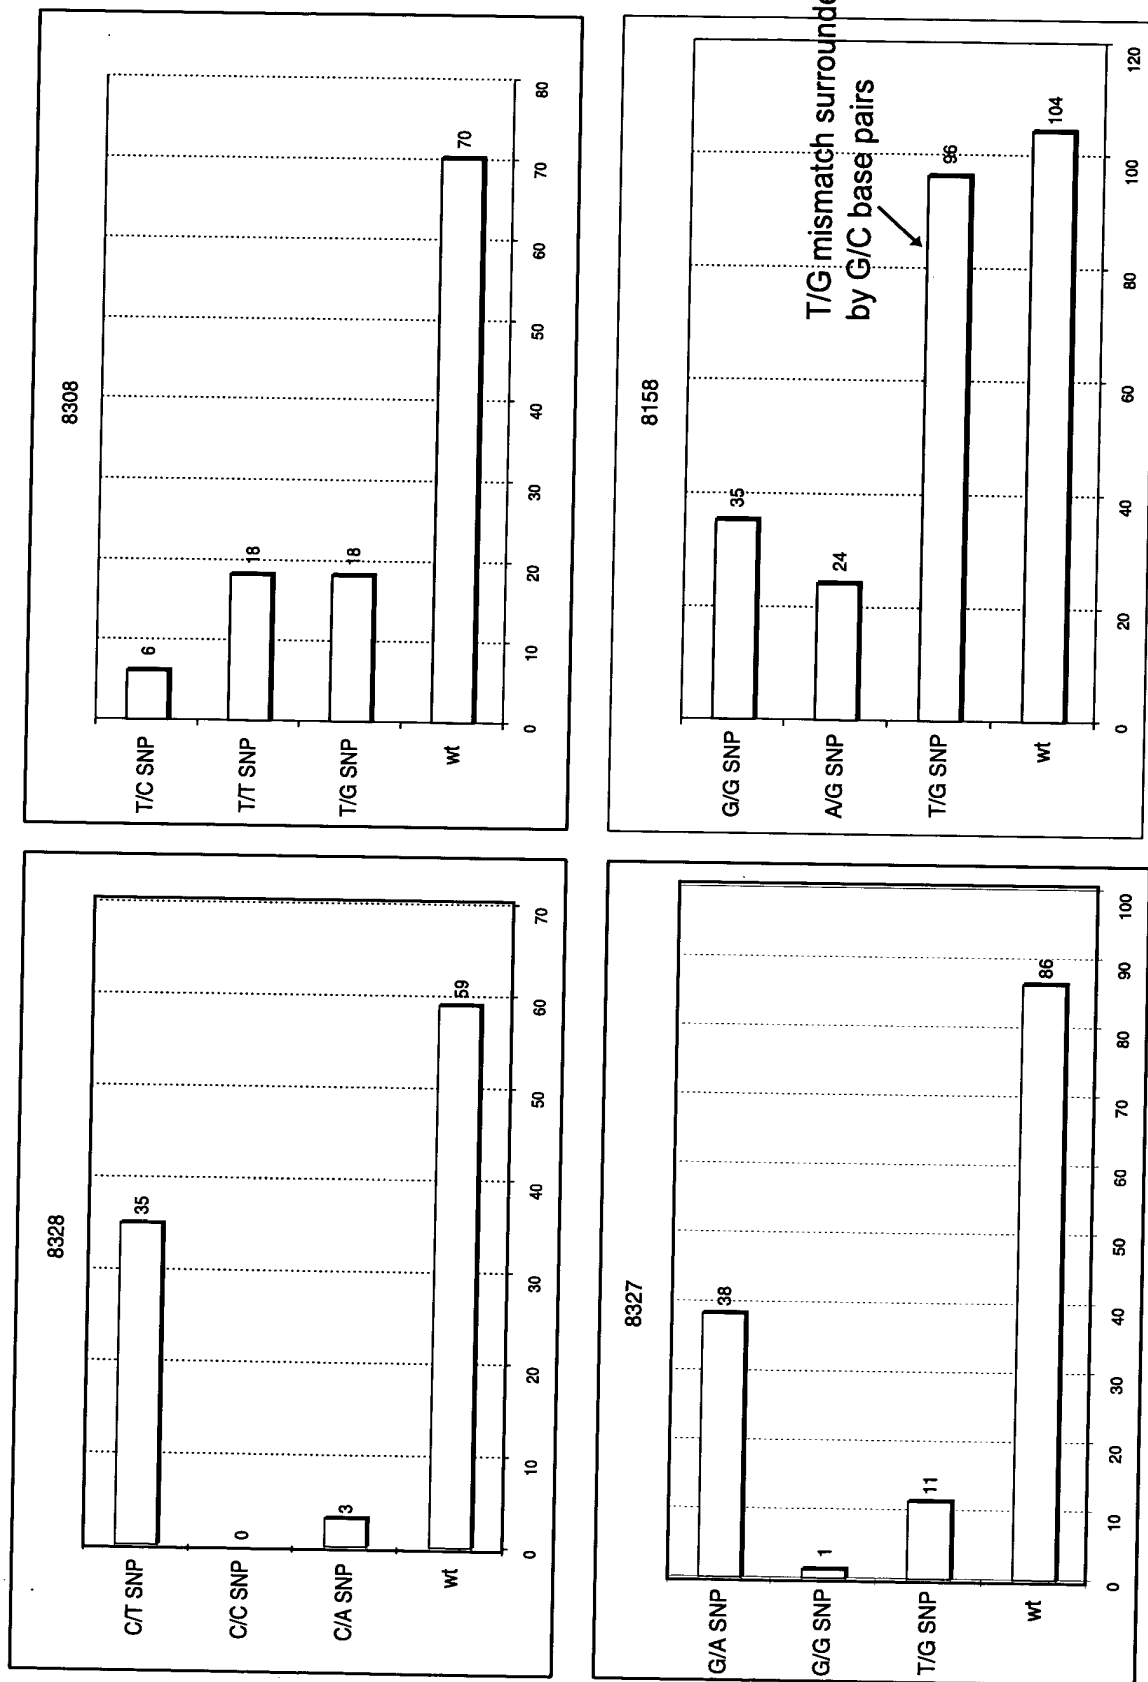 8328
C/T SNP
35
C/C SNP
0
C/A SNP
3
wt
59
0 10 20 30 40 50 60 70
8308
T/C SNP
6
T/T SNP
18
T/G SNP
18
wt
70
0 10 20 30 40 50 60 70 80
8327
G/A SNP
38
G/G SNP
1
T/G SNP
11
wt
86
0 10 20 30 40 50 60 70 80 90 100
8158
G/G SNP
35
A/G SNP
24
T/G mismatch surrounde
by G/C base pairs
T/G SNP
96
wt
104
0 20 40 60 80 100 120